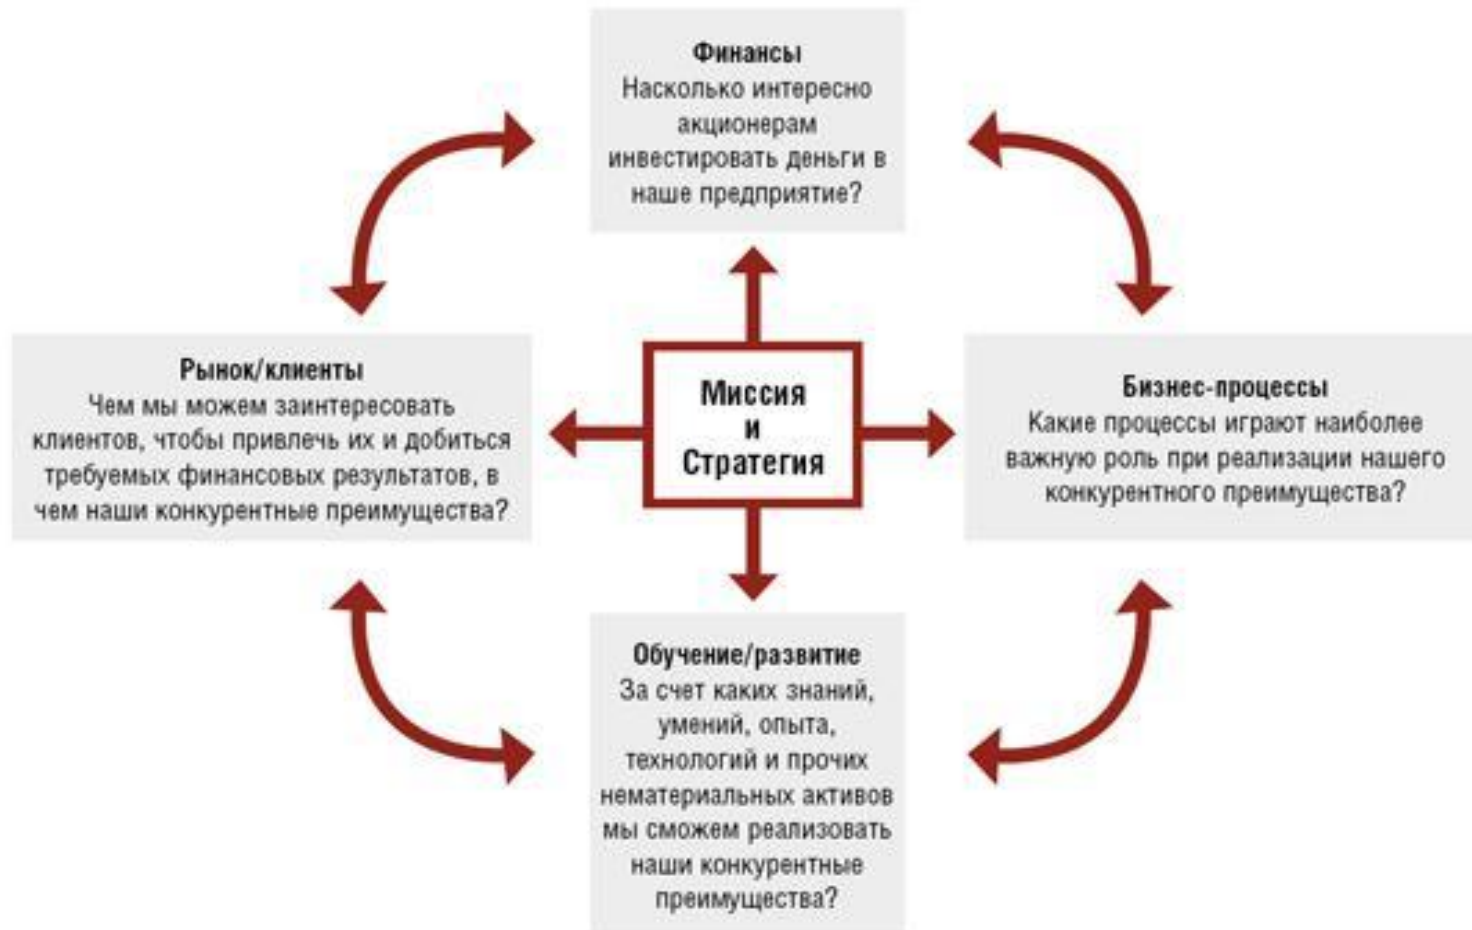 Финансы
Насколько интересно
акционерам
инвестировать деньги в
наше предприятие?
Рынок/клиенты
Чем мы можем заинтересовать
клиентов, чтобы привлечь их и добиться
требуемых финансовых результатов, в
чем наши конкурентные преимущества?
Миссия
и
Стратегия
Бизнес-процессы
Какие процессы играют наиболее
важную роль при реализации нашего
конкурентного преимущества?
Обучение/развитие
За счет каких знаний,
умений, опыта,
технологий и прочих
нематериальных активов
мы сможем реализовать
наши конкурентные
преимущества?